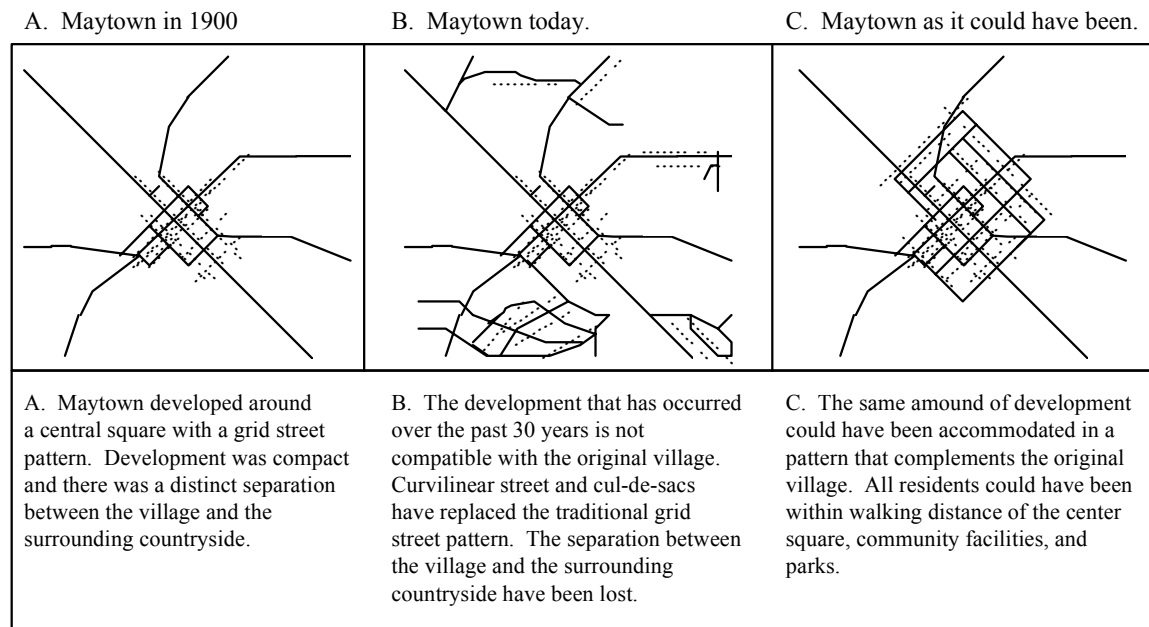 A.  Maytown in 1900
B.  Maytown today.
C.  Maytown as it could have been.
A.  Maytown developed around
a central square with a grid street
pattern.  Development was compact
and there was a distinct separation
between the village and the
surrounding countryside.
B.  The development that has occurred
over the past 30 years is not
compatible with the original village.
Curvilinear street and cul-de-sacs
have replaced the traditional grid
street pattern.  The separation between
the village and the surrounding
countryside have been lost.
C.  The same amound of development
could have been accommodated in a
pattern that complements the original
village.  All residents could have been
within walking distance of the center
square, community facilities, and
parks.